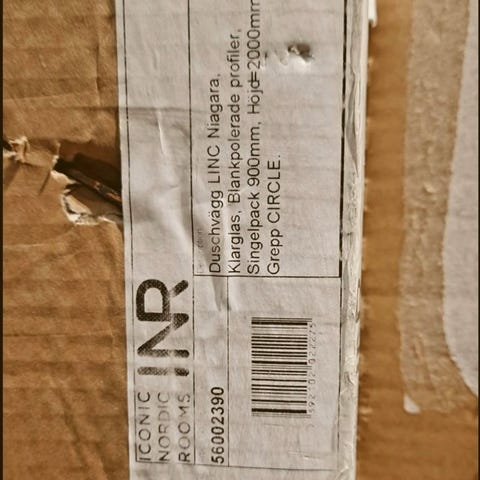 ICONIC
NORDIC
ROOMS
INR
56002390
Duschvägg LINC Niagara,
Klarglas, Blankpolerade profiler,
Singelpack 900mm, Höjd=2000mm
Grepp CIRCLE.